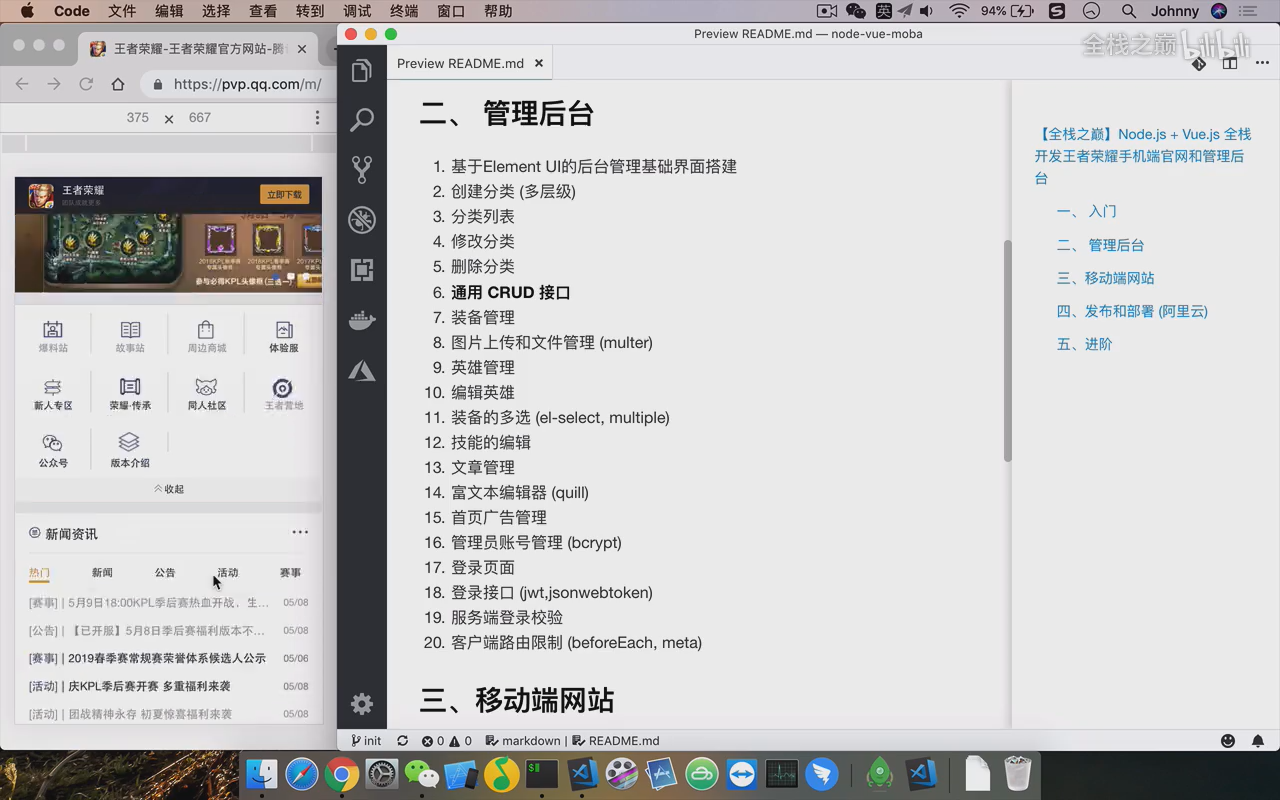 Code 文件 编辑 选择 查看 转到 调试 终端 窗口 帮助 英 94% Johnny
王者荣耀-王者荣耀官方网站-腾
https://pvp.qq.com/m/
375 × 667
王者荣耀
团队成就更多
立即下载
参与必得KPL头像框(三选一)
爆料站 故事站 周边商城 体验服
新人专区 荣耀·传承 同人社区 王者营地
公众号 版本介绍
收起
新闻资讯 ···
热门 新闻 公告 活动 赛事
[赛事] | 5月9日18:00KPL季后赛热血开战，生... 05/08
[公告] | 【已开服】5月8日季后赛福利版本不... 05/08
[赛事] | 2019春季赛常规赛荣誉体系候选人公示 05/06
[活动] | 庆KPL季后赛开赛 多重福利来袭 05/08
[活动] | 团战精神永存 初夏惊喜福利来袭 05/08
Preview README.md — node-vue-moba
全栈之巅 bilibili
Preview README.md ×
二、 管理后台
1. 基于Element UI的后台管理基础界面搭建
2. 创建分类 (多层级)
3. 分类列表
4. 修改分类
5. 删除分类
6. 通用 CRUD 接口
7. 装备管理
8. 图片上传和文件管理 (multer)
9. 英雄管理
10. 编辑英雄
11. 装备的多选 (el-select, multiple)
12. 技能的编辑
13. 文章管理
14. 富文本编辑器 (quill)
15. 首页广告管理
16. 管理员账号管理 (bcrypt)
17. 登录页面
18. 登录接口 (jwt,jsonwebtoken)
19. 服务端登录校验
20. 客户端路由限制 (beforeEach, meta)
三、移动端网站
【全栈之巅】Node.js + Vue.js 全栈
开发王者荣耀手机端官网和管理后
台
一、 入门
二、 管理后台
三、移动端网站
四、发布和部署 (阿里云)
五、进阶
init 0 0 markdown | README.md